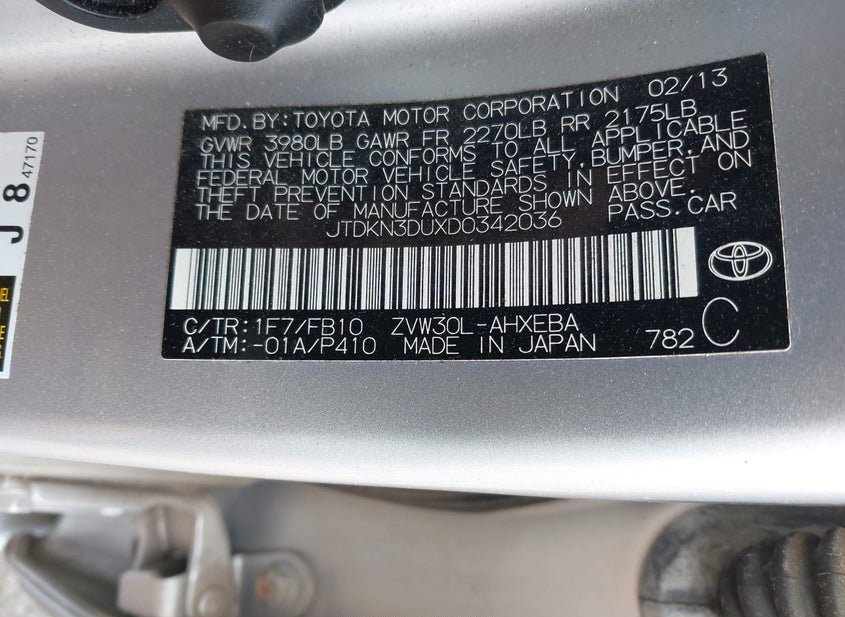 MFD.BY:TOYOTA MOTOR CORPORATION 02/13
GVWR 3980LB GAWR FR 2270LB RR 2175LB
THIS VEHICLE CONFORMS TO ALL APPLICABLE
FEDERAL MOTOR VEHICLE SAFETY,BUMPER,AND
THEFT PREVENTION STANDARDS IN EFFECT ON
THE DATE OF MANUFACTURE SHOWN ABOVE.
JTDKN3DUXD0342036 PASS.CAR
C/TR:1F7/FB10 ZVW30L-AHXEBA
A/TM:-01A/P410 MADE IN JAPAN 782 C
J 8
47170